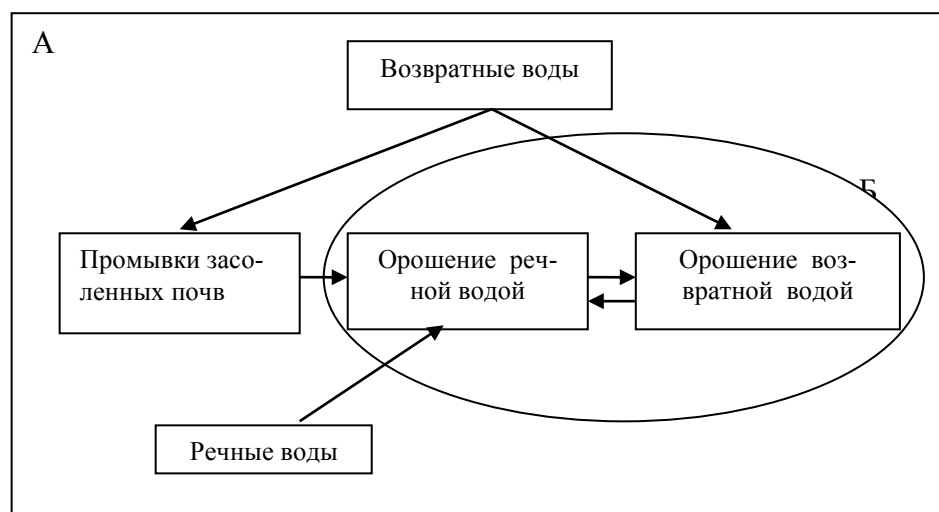 А
Возвратные воды
Б
Промывки засо-
ленных почв
Орошение реч-
ной водой
Орошение воз-
вратной водой
Речные воды